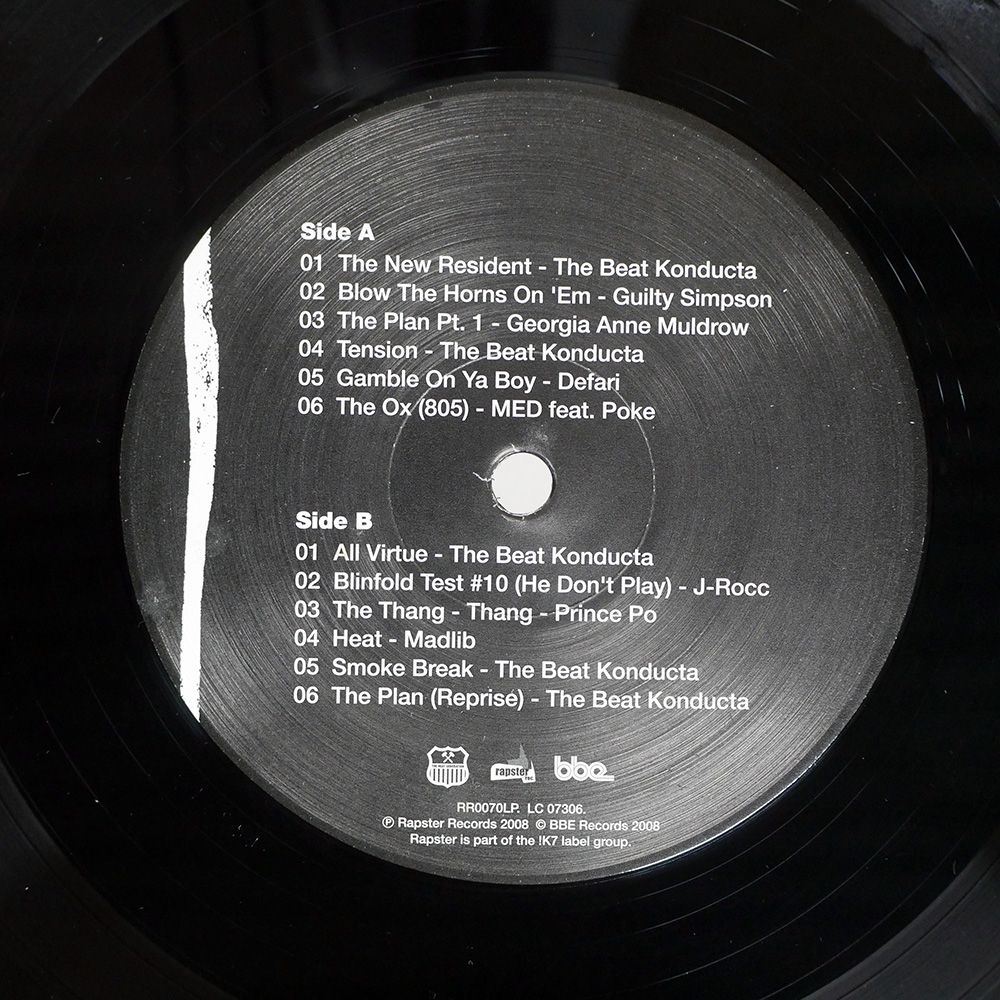 Side A
01 The New Resident - The Beat Konducta
02 Blow The Horns On 'Em - Guilty Simpson
03 The Plan Pt. 1 - Georgia Anne Muldrow
04 Tension - The Beat Konducta
05 Gamble On Ya Boy - Defari
06 The Ox (805) - MED feat. Poke
Side B
01 All Virtue - The Beat Konducta
02 Blinfold Test #10 (He Don't Play) - J-Rocc
03 The Thang - Thang - Prince Po
04 Heat - Madlib
05 Smoke Break - The Beat Konducta
06 The Plan (Reprise) - The Beat Konducta
rapster rec bbe
RR0070LP. LC 07306.
℗ Rapster Records 2008 © BBE Records 2008
Rapster is part of the !K7 label group.